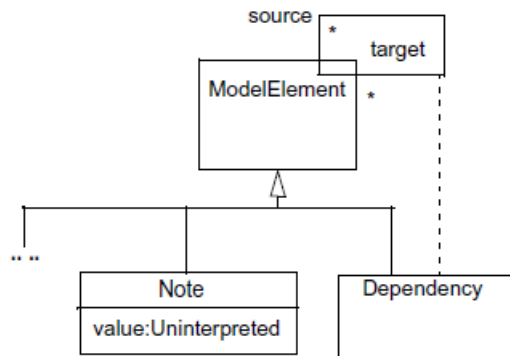 source
*
target
ModelElement
*
.. ..
Note
Dependency
value:Uninterpreted